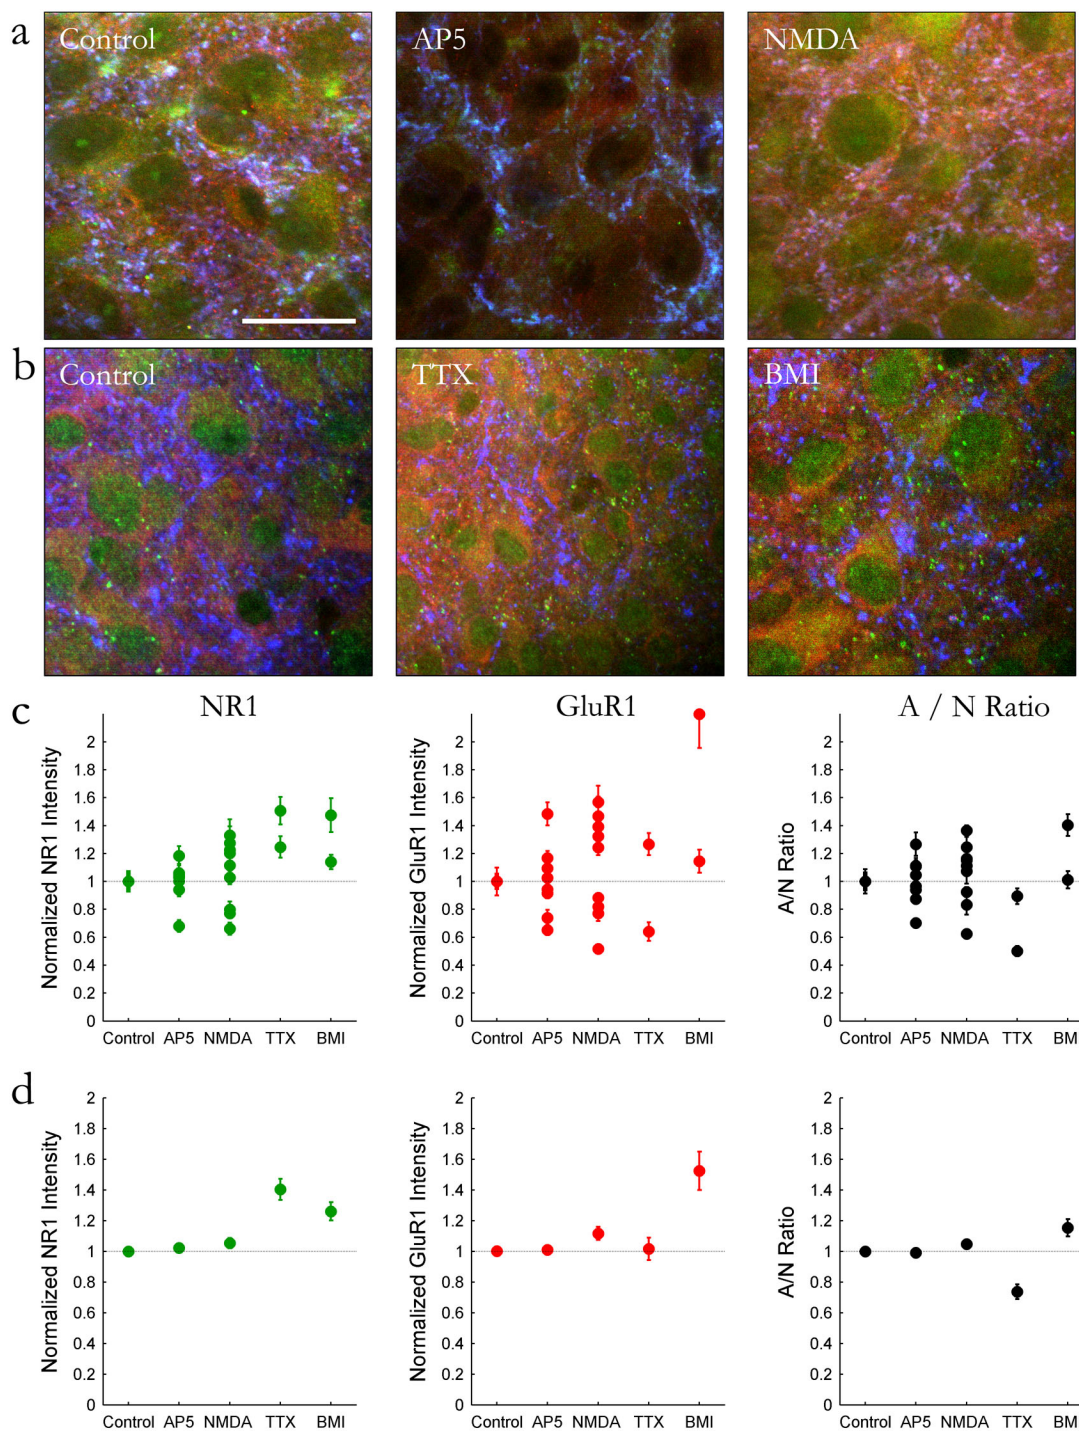 a
Control
AP5
NMDA
b
Control
TTX
BMI
c
NR1
GluR1
A / N Ratio
Normalized NR1 Intensity
2
1.8
1.6
1.4
1.2
1
0.8
0.6
0.4
0.2
0
Control AP5 NMDA TTX BMI
Normalized GluR1 Intensity
2
1.8
1.6
1.4
1.2
1
0.8
0.6
0.4
0.2
0
Control AP5 NMDA TTX BMI
A/N Ratio
2
1.8
1.6
1.4
1.2
1
0.8
0.6
0.4
0.2
0
Control AP5 NMDA TTX BMI
d
Normalized NR1 Intensity
2
1.8
1.6
1.4
1.2
1
0.8
0.6
0.4
0.2
0
Control AP5 NMDA TTX BMI
Normalized GluR1 Intensity
2
1.8
1.6
1.4
1.2
1
0.8
0.6
0.4
0.2
0
Control AP5 NMDA TTX BMI
A/N Ratio
2
1.8
1.6
1.4
1.2
1
0.8
0.6
0.4
0.2
0
Control AP5 NMDA TTX BMI